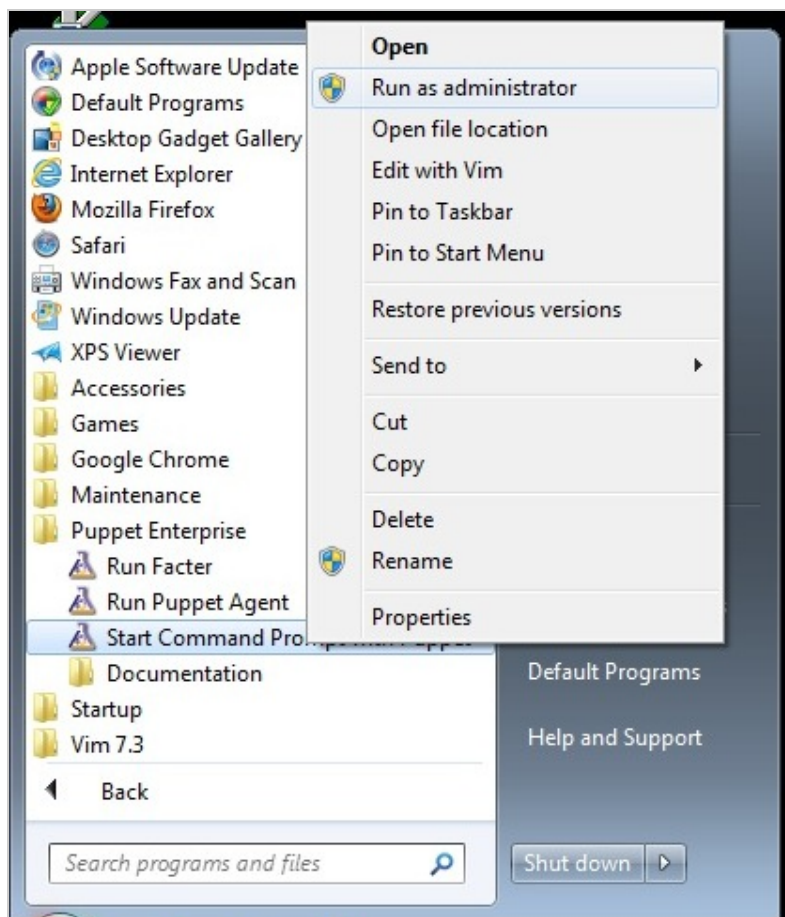 Apple Software Update
Default Programs
Desktop Gadget Gallery
Internet Explorer
Mozilla Firefox
Safari
Windows Fax and Scan
Windows Update
XPS Viewer
Accessories
Games
Google Chrome
Maintenance
Puppet Enterprise
Run Facter
Run Puppet Agent
Start Command Prompt with Puppet
Documentation
Startup
Vim 7.3
Back
Search programs and files
Open
Run as administrator
Open file location
Edit with Vim
Pin to Taskbar
Pin to Start Menu
Restore previous versions
Send to
Cut
Copy
Delete
Rename
Properties
Default Programs
Help and Support
Shut down